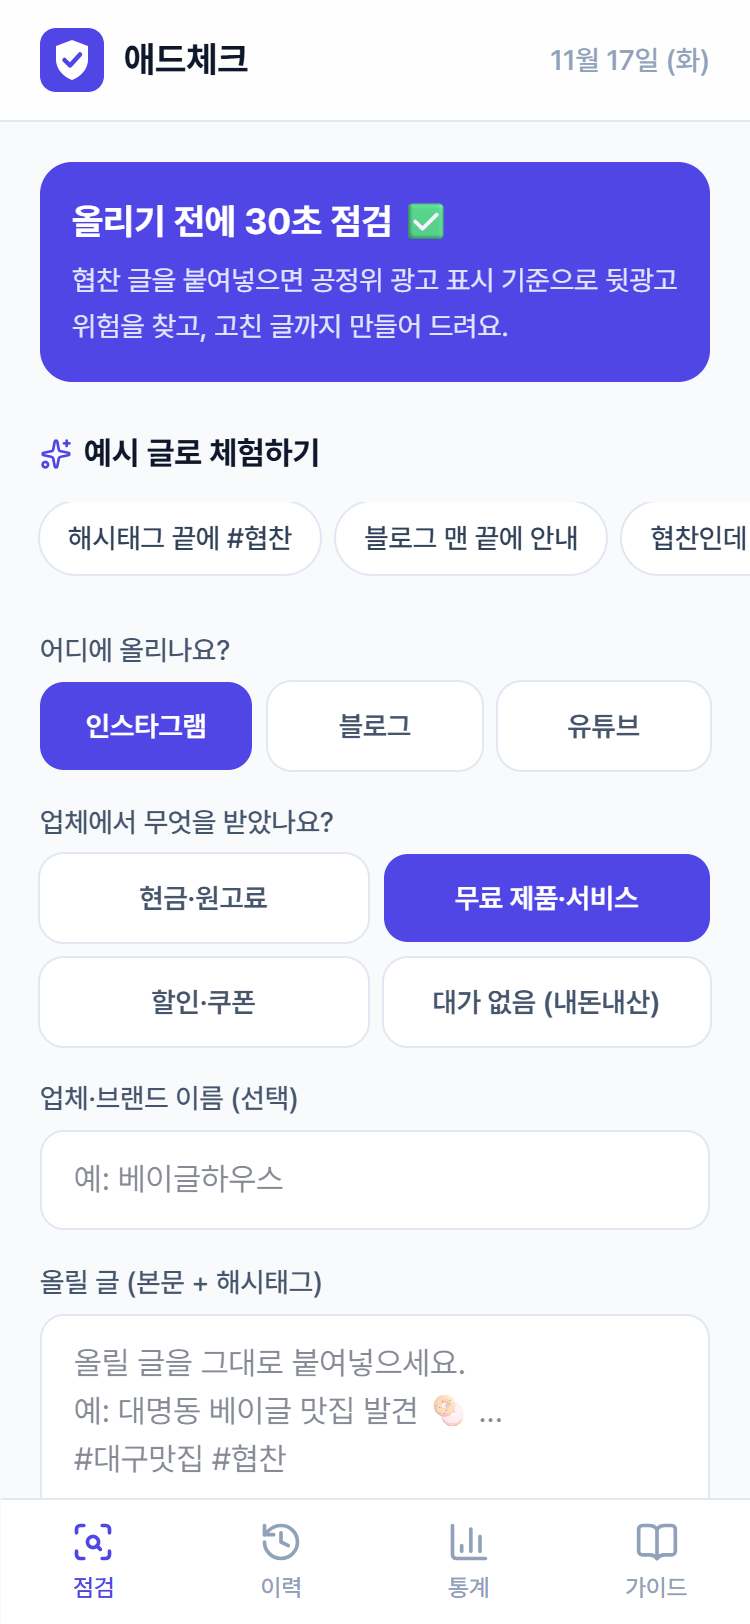 애드체크
11월 17일 (화)
올리기 전에 30초 점검 ✅
협찬 글을 붙여넣으면 공정위 광고 표시 기준으로 뒷광고
위험을 찾고, 고친 글까지 만들어 드려요.
예시 글로 체험하기
해시태그 끝에 #협찬
블로그 맨 끝에 안내
협찬인데
어디에 올리나요?
인스타그램
블로그
유튜브
업체에서 무엇을 받았나요?
현금·원고료
무료 제품·서비스
할인·쿠폰
대가 없음 (내돈내산)
업체·브랜드 이름 (선택)
예: 베이글하우스
올릴 글 (본문 + 해시태그)
올릴 글을 그대로 붙여넣으세요.
예: 대명동 베이글 맛집 발견 🥯 ...
#대구맛집 #협찬
점검
이력
통계
가이드